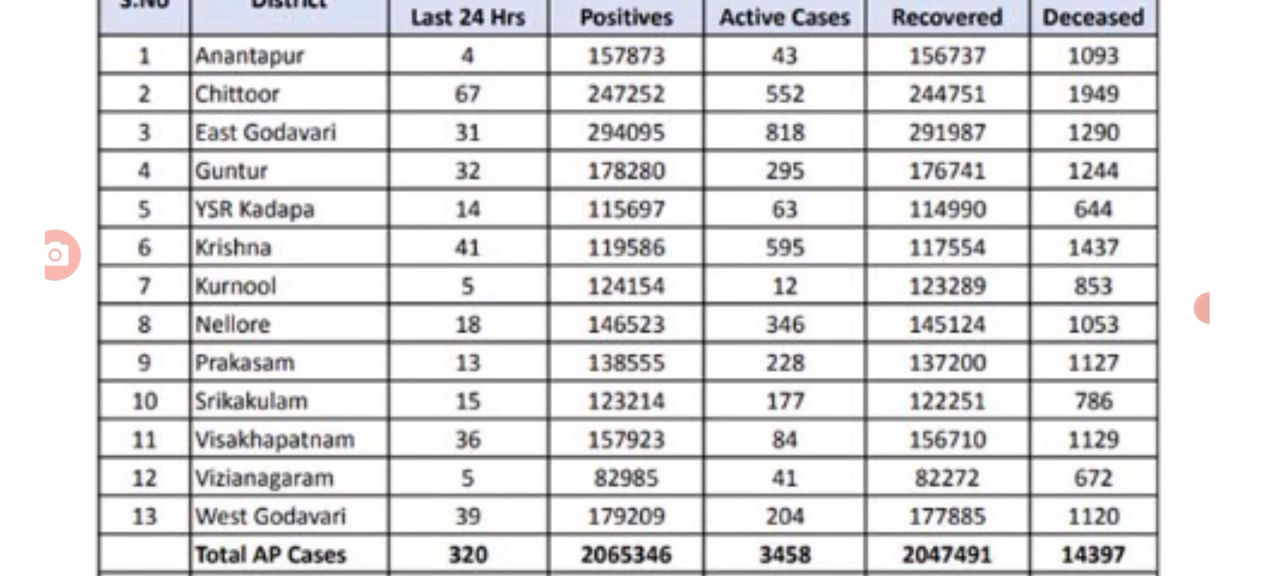 S.No District Last 24 Hrs Positives Active Cases Recovered Deceased
1 Anantapur 4 157873 43 156737 1093
2 Chittoor 67 247252 552 244751 1949
3 East Godavari 31 294095 818 291987 1290
4 Guntur 32 178280 295 176741 1244
5 YSR Kadapa 14 115697 63 114990 644
6 Krishna 41 119586 595 117554 1437
7 Kurnool 5 124154 12 123289 853
8 Nellore 18 146523 346 145124 1053
9 Prakasam 13 138555 228 137200 1127
10 Srikakulam 15 123214 177 122251 786
11 Visakhapatnam 36 157923 84 156710 1129
12 Vizianagaram 5 82985 41 82272 672
13 West Godavari 39 179209 204 177885 1120
Total AP Cases 320 2065346 3458 2047491 14397